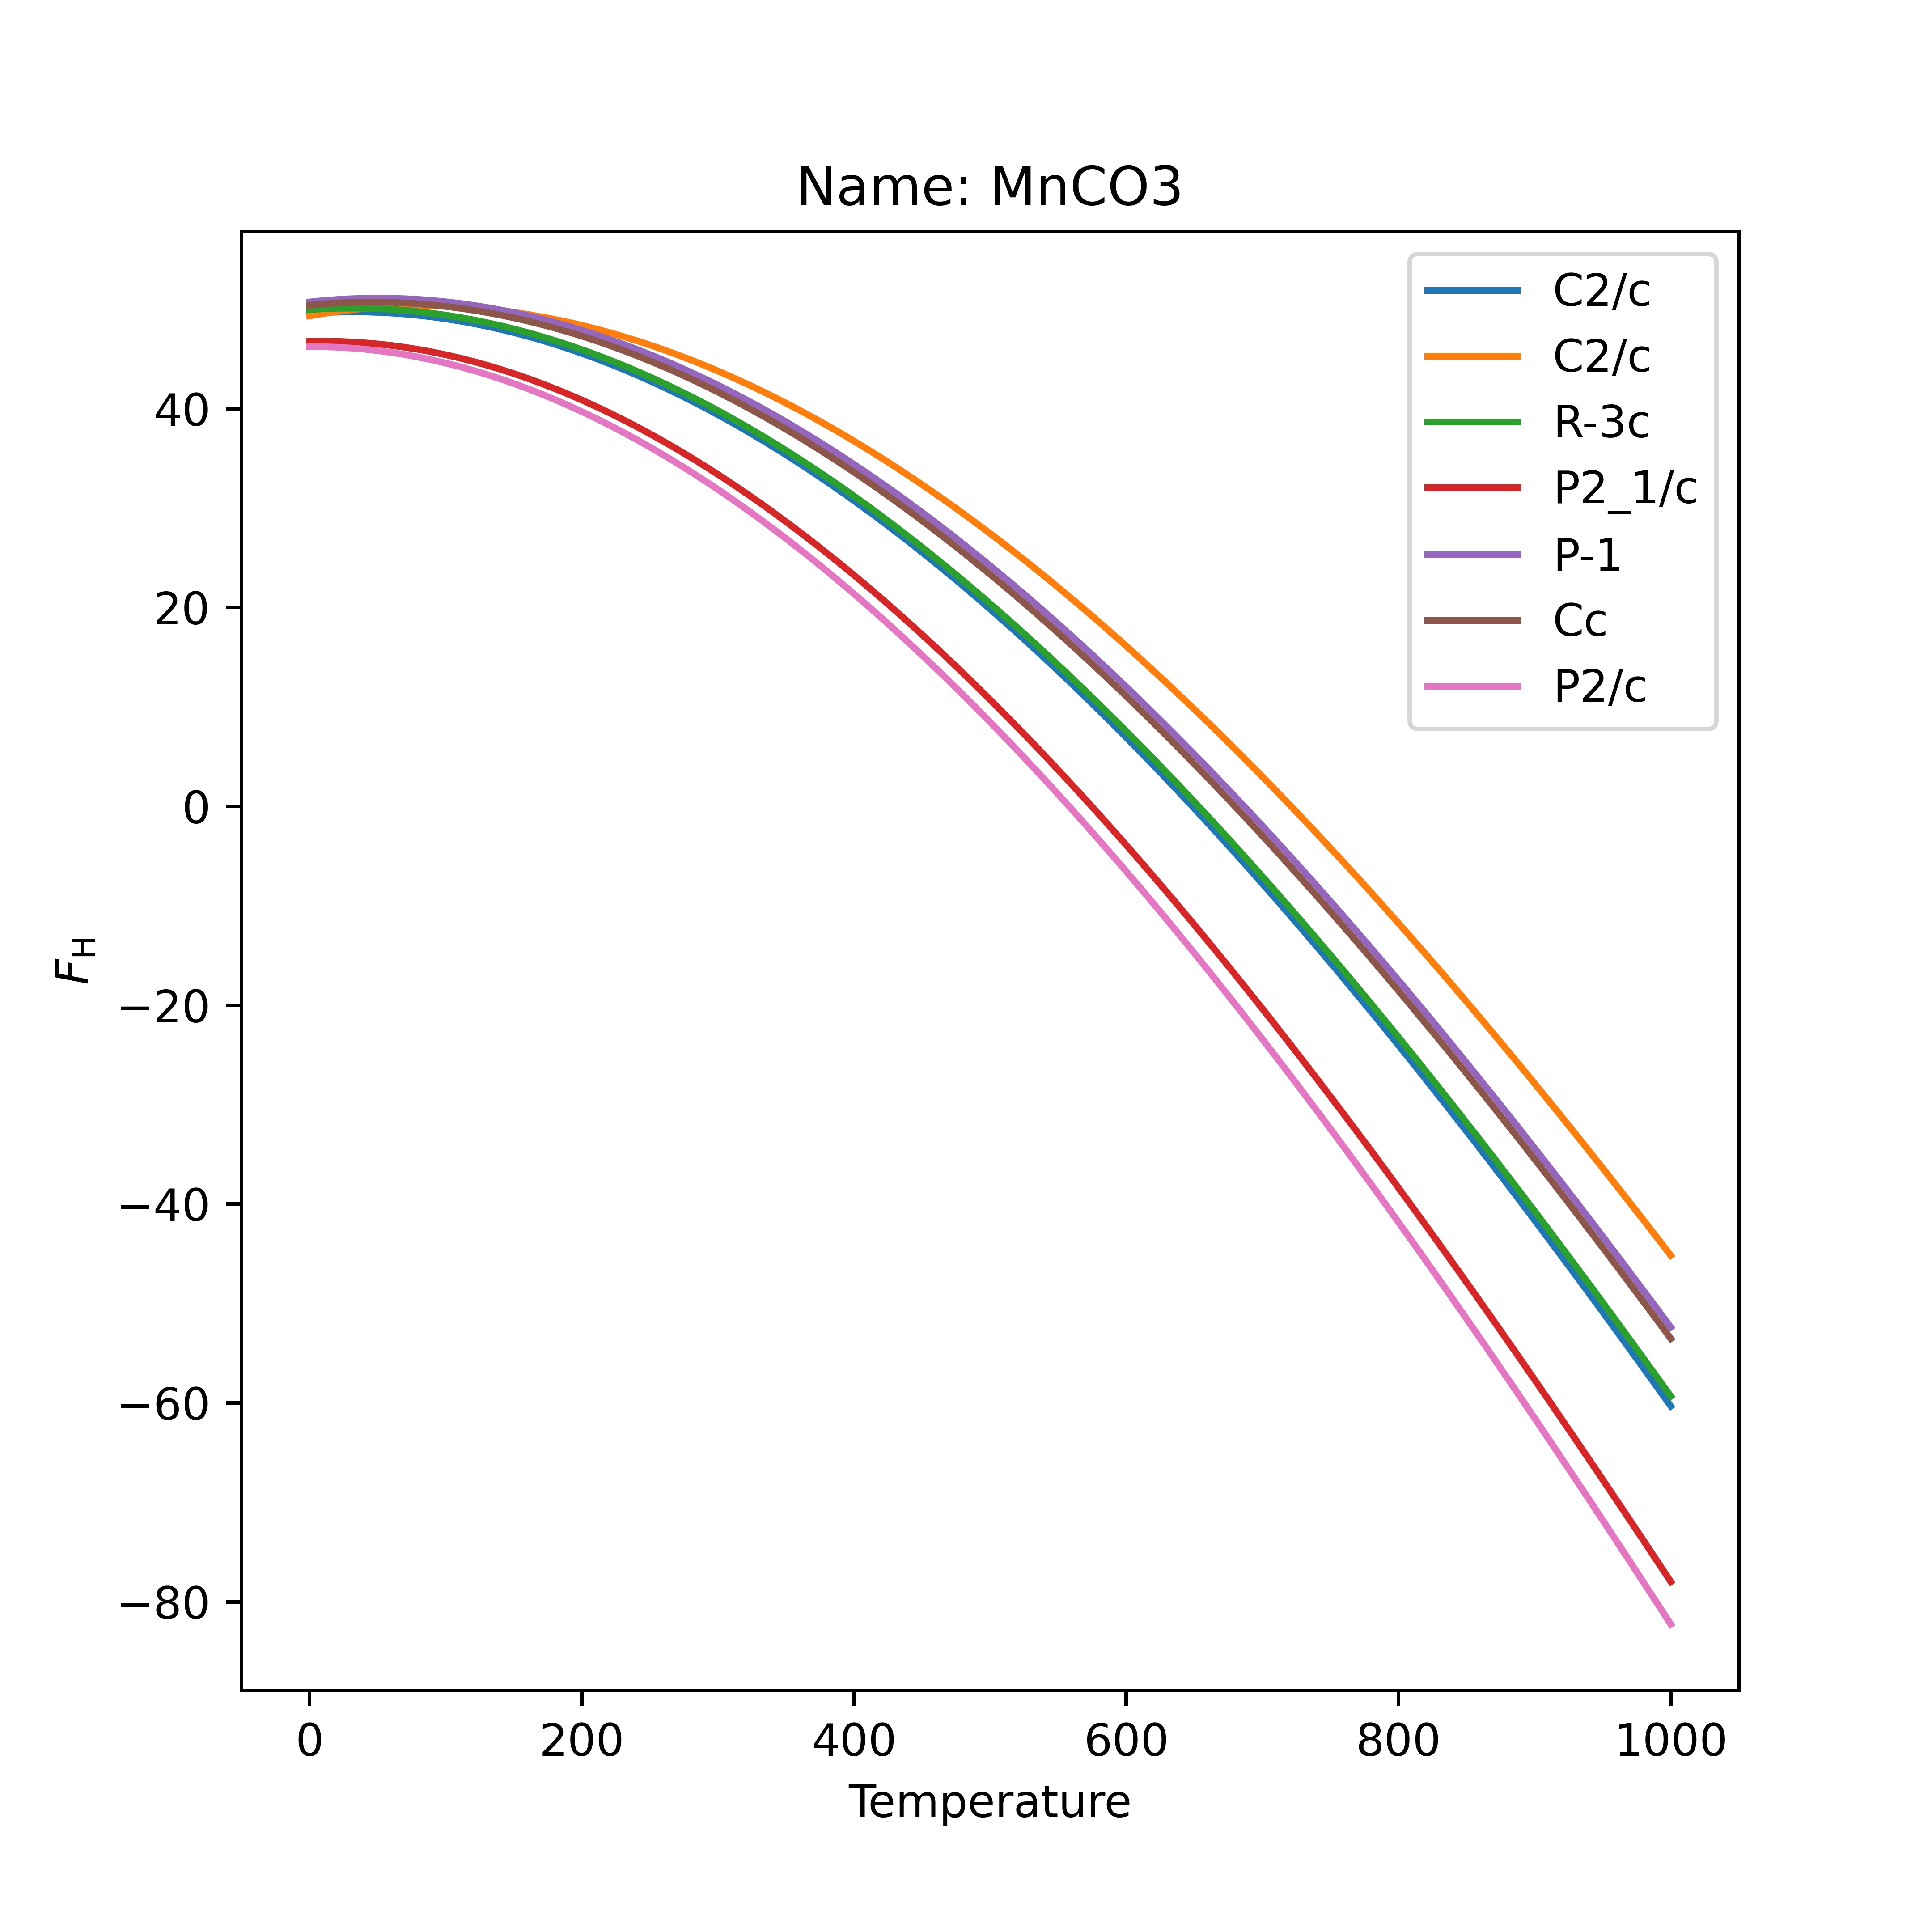 Name: MnCO3
C2/c
C2/c
R-3c
P2_1/c
P-1
Cc
P2/c
40
20
0
−20
−40
−60
−80
F_H
0 200 400 600 800 1000
Temperature